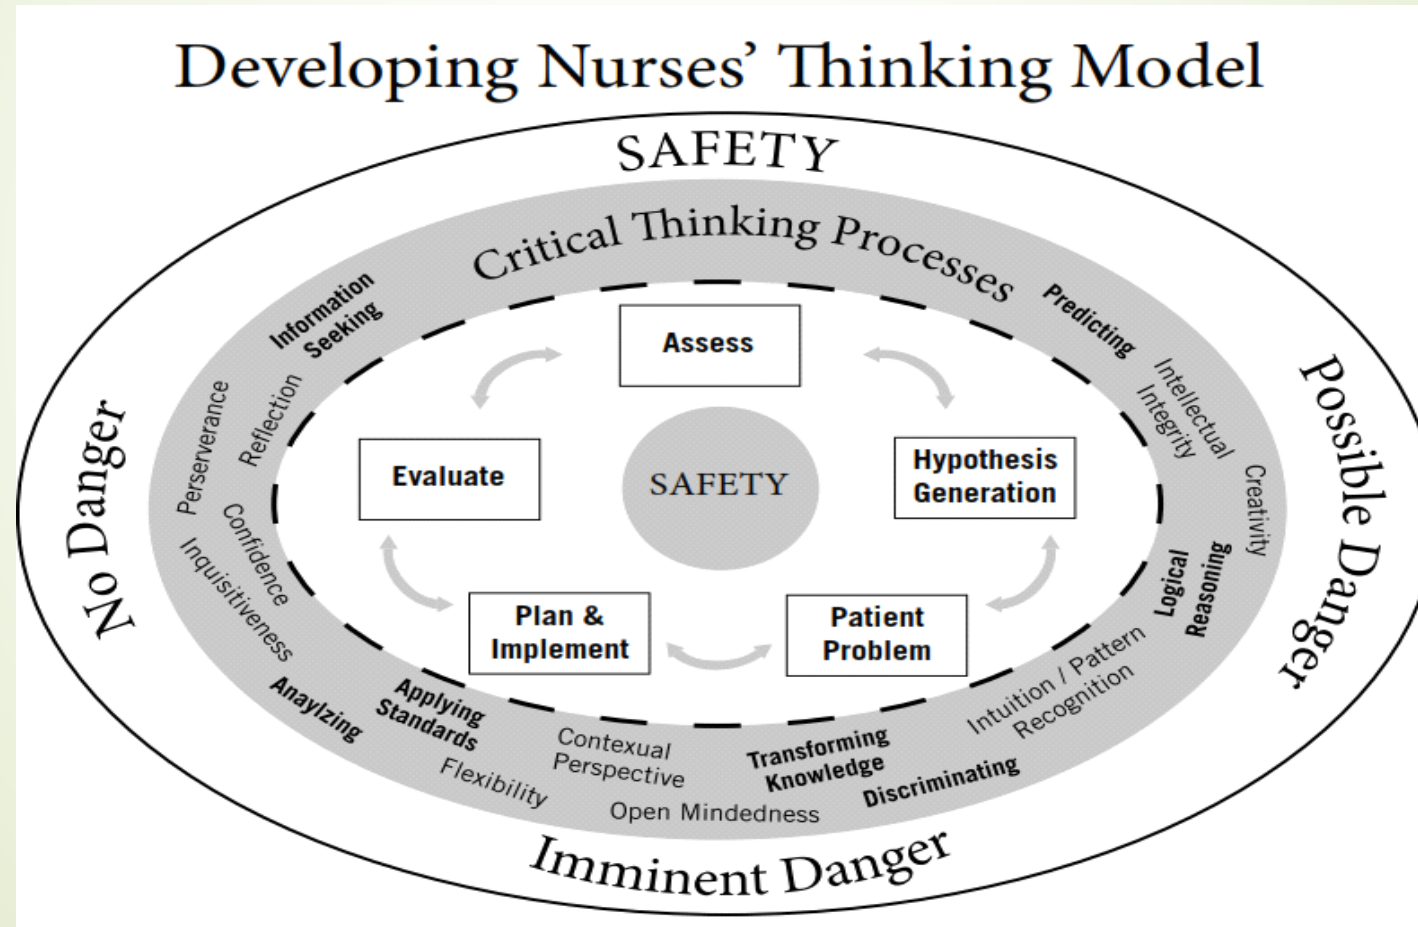 Developing Nurses’ Thinking Model
SAFETY
Critical Thinking Processes
Information
Seeking
Predicting
Perserverance
Reflection
Intellectual
Integrity
Creativity
Confidence
Inquisitiveness
Logical
Reasoning
Anaylzing
Applying
Standards
Flexibility
Contexual
Perspective
Open Mindedness
Transforming
Knowledge
Discriminating
Intuition / Pattern
Recognition
Assess
Evaluate
SAFETY
Hypothesis
Generation
Plan &
Implement
Patient
Problem
No Danger
Possible Danger
Imminent Danger